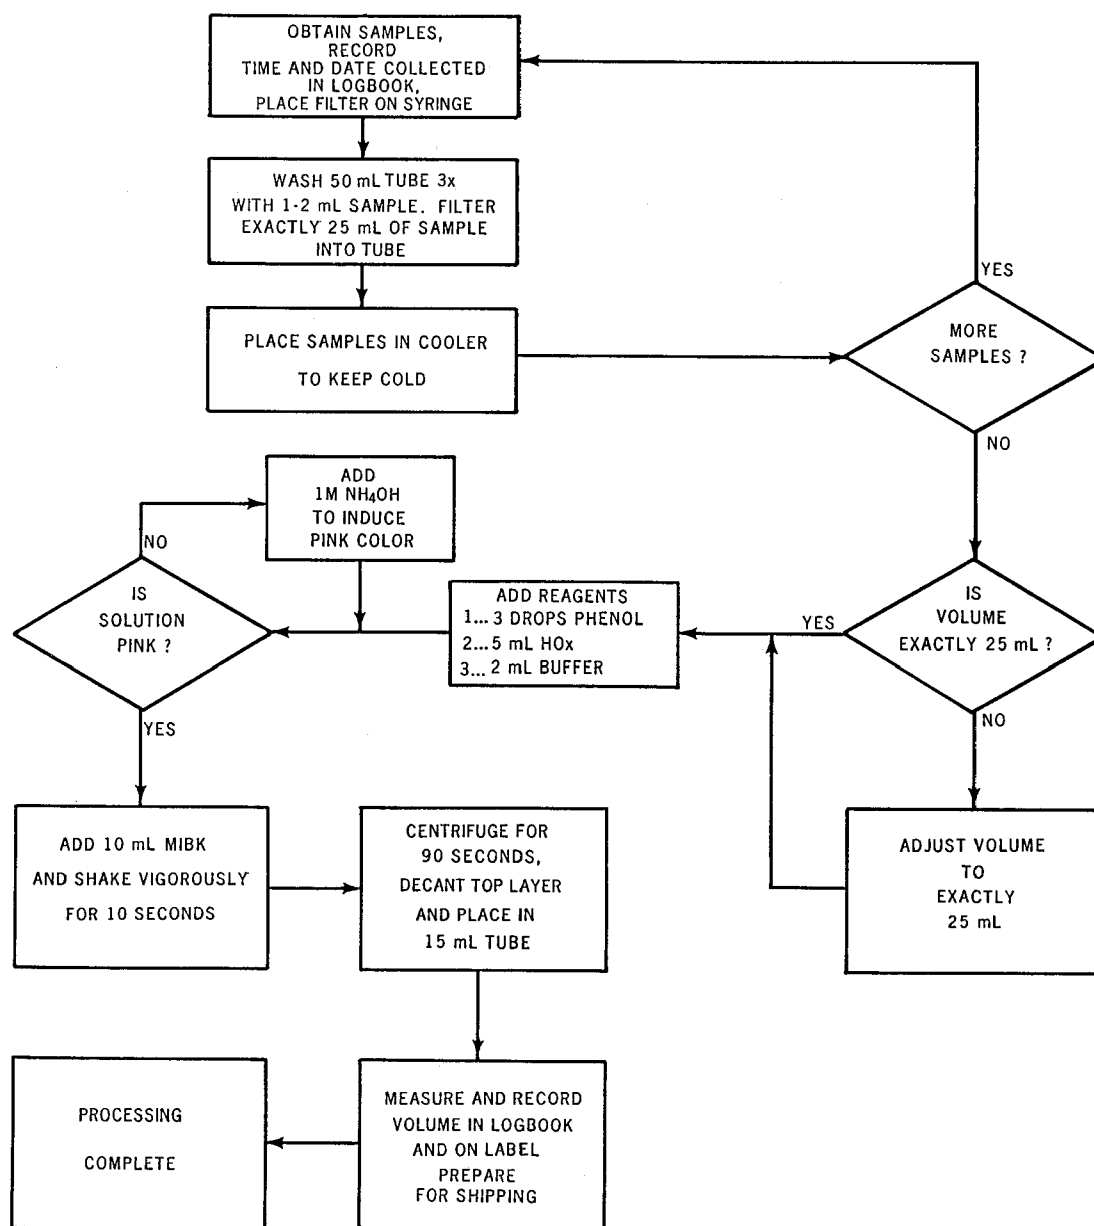 OBTAIN SAMPLES,
RECORD
TIME AND DATE COLLECTED
IN LOGBOOK,
PLACE FILTER ON SYRINGE
WASH 50 mL TUBE 3x
WITH 1-2 mL SAMPLE. FILTER
EXACTLY 25 mL OF SAMPLE
INTO TUBE
PLACE SAMPLES IN COOLER
TO KEEP COLD
YES
MORE
SAMPLES ?
NO
IS
VOLUME
EXACTLY 25 mL ?
YES
NO
ADJUST VOLUME
TO
EXACTLY
25 mL
ADD REAGENTS
1... 3 DROPS PHENOL
2...5 mL HOx
3... 2 mL BUFFER
ADD
1M NH₄OH
TO INDUCE
PINK COLOR
NO
IS
SOLUTION
PINK ?
YES
ADD 10 mL MIBK
AND SHAKE VIGOROUSLY
FOR 10 SECONDS
CENTRIFUGE FOR
90 SECONDS,
DECANT TOP LAYER
AND PLACE IN
15 mL TUBE
MEASURE AND RECORD
VOLUME IN LOGBOOK
AND ON LABEL
PREPARE
FOR SHIPPING
PROCESSING
COMPLETE